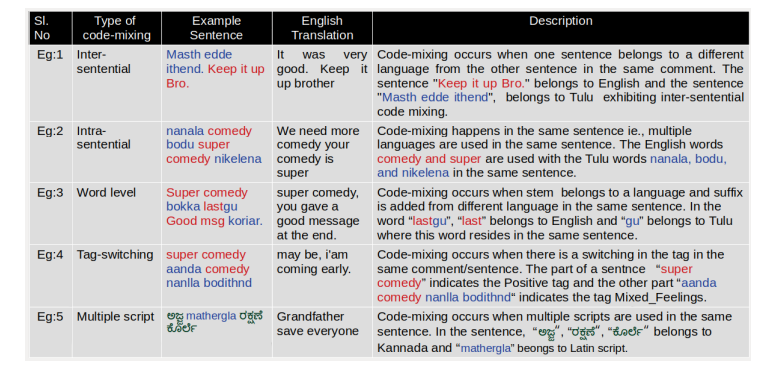 Sl. No Type of code-mixing Example Sentence English Translation Description
Eg:1 Inter-sentential
Masth edde
ithend. Keep it up
Bro.
It was very
good. Keep it
up brother
Code-mixing occurs when one sentence belongs to a different
language from the other sentence in the same comment. The
sentence "Keep it up Bro." belongs to English and the sentence
"Masth edde ithend", belongs to Tulu exhibiting inter-sentential
code mixing.
Eg:2 Intra-sentential
nanala comedy
bodu super
comedy nikelena
We need more
comedy your
comedy is
super
Code-mixing happens in the same sentence ie., multiple
languages are used in the same sentence. The English words
comedy and super are used with the Tulu words nanala, bodu,
and nikelena in the same sentence.
Eg:3 Word level
Super comedy
bokka lastgu
Good msg koriar.
super comedy,
you gave a
good message
at the end.
Code-mixing occurs when stem belongs to a language and suffix
is added from different language in the same sentence. In the
word “lastgu”, “last” belongs to English and “gu” belongs to Tulu
where this word resides in the same sentence.
Eg:4 Tag-switching
super comedy
aanda comedy
nanlla bodithnd
may be, i'am
coming early.
Code-mixing occurs when there is a switching in the tag in the
same comment/sentence. The part of a sentnce “super
comedy” indicates the Positive tag and the other part “aanda
comedy nanlla bodithnd“ indicates the tag Mixed_Feelings.
Eg:5 Multiple script
ಅಜ್ಜ mathergla ರಕ್ಷಣೆ
ಕೊರ್ಲೆ
Grandfather
save everyone
Code-mixing occurs when multiple scripts are used in the same
sentence. In the sentence, “ಅಜ್ಜ”, “ರಕ್ಷಣೆ”, “ಕೊರ್ಲೆ” belongs to
Kannada and “mathergla” beongs to Latin script.